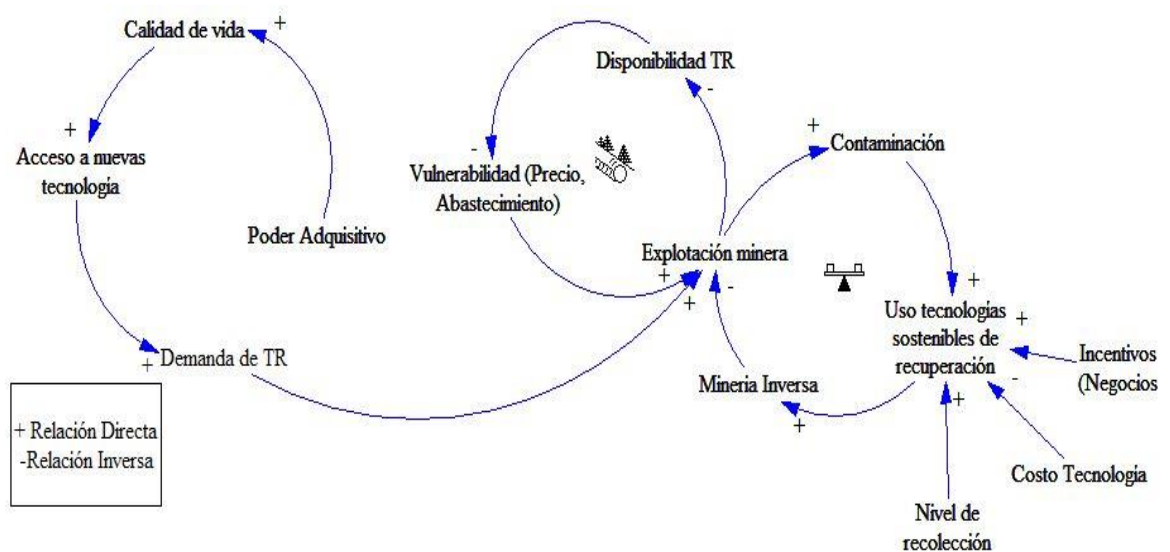 Calidad de vida
+
+
Acceso a nuevas
tecnología
Poder Adquisitivo
+
Demanda de TR
+ Relación Directa
-Relación Inversa
Disponibilidad TR
-
-
Vulnerabilidad (Precio,
Abastecimiento)
+
+
-
Explotación minera
+
Contaminación
+
Uso tecnologías
sostenibles de
recuperación
+
Incentivos
(Negocios
-
Costo Tecnología
+
Nivel de
recolección
Mineria Inversa
+